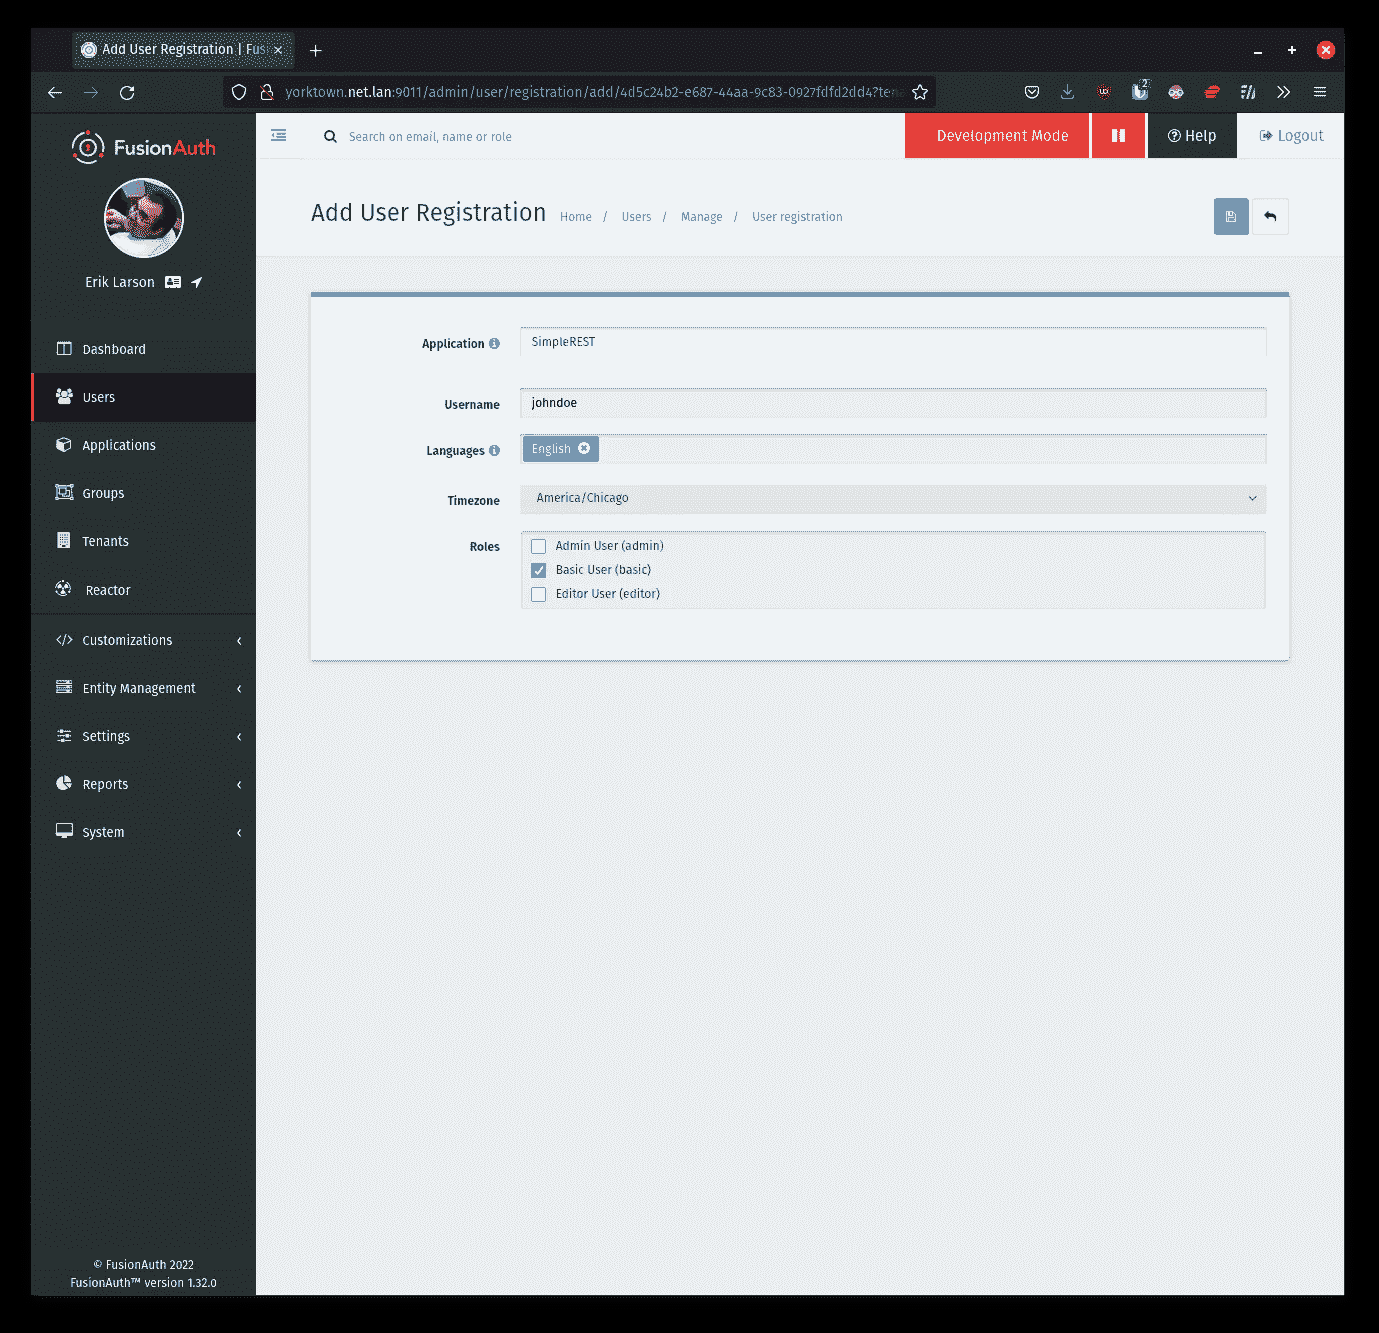 Add User Registration | Fus
yorktown.net.lan:9011/admin/user/registration/add/4d5c24b2-e687-44aa-9c83-0927fdfd2dd4?ten
2
FusionAuth
Search on email, name or role
Development Mode
Help
Logout
Erik Larson
Add User Registration
Home / Users / Manage / User registration
Dashboard
Users
Applications
Groups
Tenants
Reactor
Customizations
Entity Management
Settings
Reports
System
Application
SimpleREST
Username
johndoe
Languages
English
Timezone
America/Chicago
Roles
Admin User (admin)
Basic User (basic)
Editor User (editor)
© FusionAuth 2022
FusionAuth™ version 1.32.0